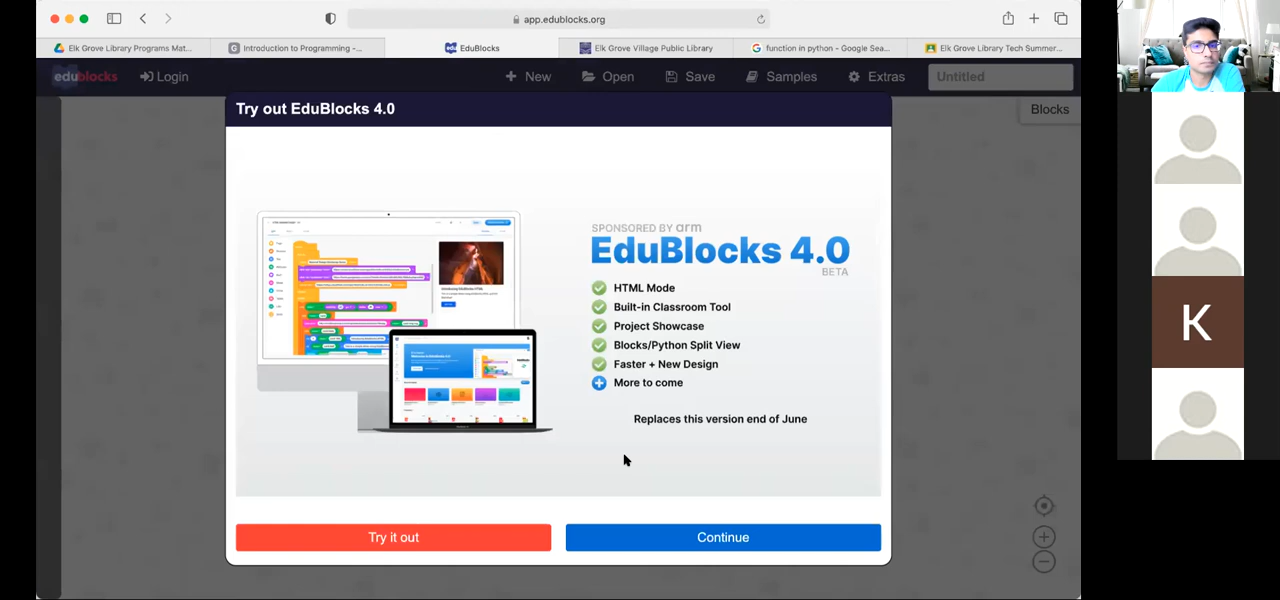 app.edublocks.org
Elk Grove Library Programs Mat...
Introduction to Programming -...
EduBlocks
Elk Grove Village Public Library
function in python - Google Sea...
Elk Grove Library Tech Summer...
edublocks
Login
New
Open
Save
Samples
Extras
Untitled
Blocks
Try out EduBlocks 4.0
SPONSORED BY arm
EduBlocks 4.0
BETA
HTML Mode
Built-in Classroom Tool
Project Showcase
Blocks/Python Split View
Faster + New Design
More to come
Replaces this version end of June
Try it out
Continue
K